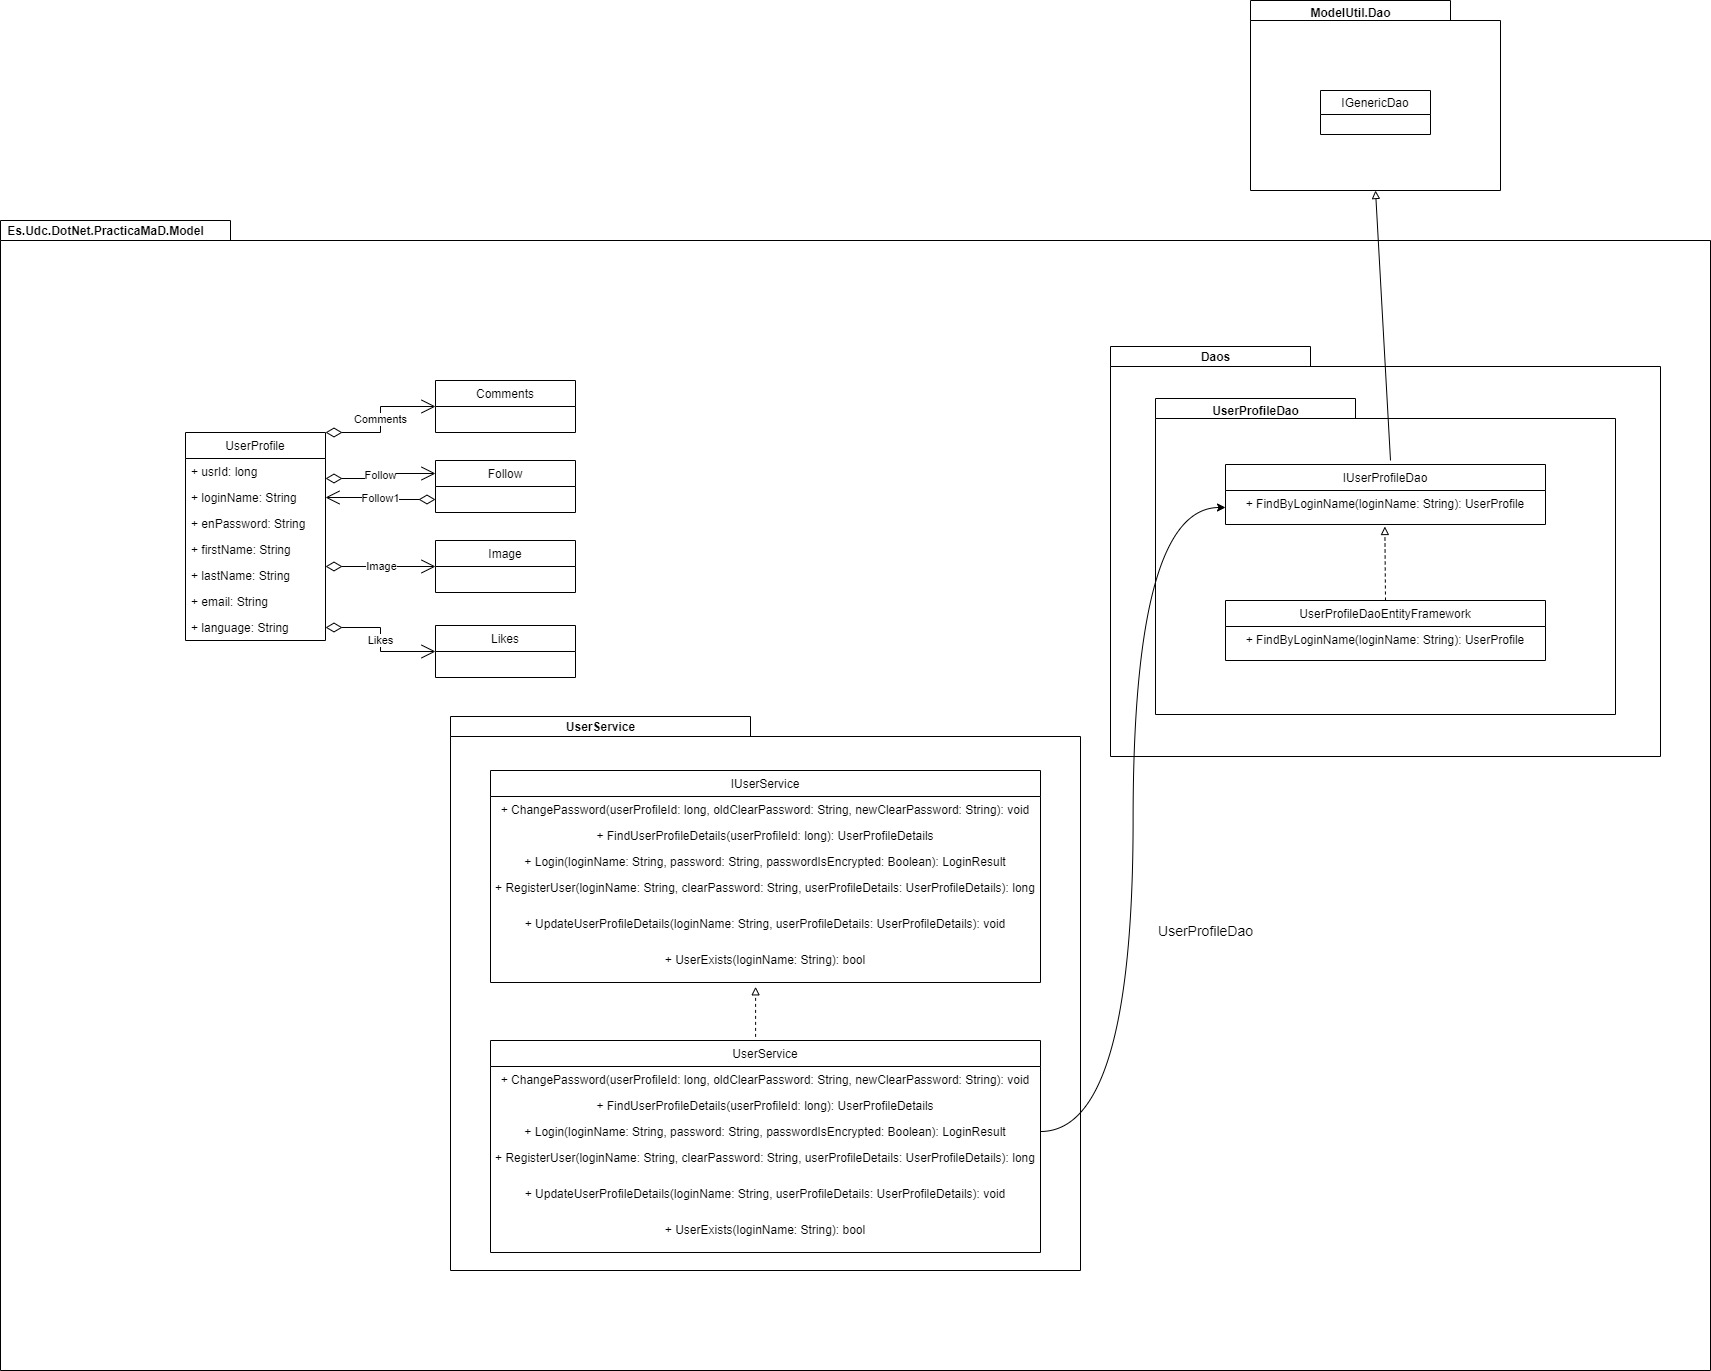 ModelUtil.Dao
IGenericDao
Es.Udc.DotNet.PracticaMaD.Model
Daos
UserProfileDao
IUserProfileDao
+ FindByLoginName(loginName: String): UserProfile
UserProfileDaoEntityFramework
+ FindByLoginName(loginName: String): UserProfile
UserProfile
+ usrId: long
+ loginName: String
+ enPassword: String
+ firstName: String
+ lastName: String
+ email: String
+ language: String
Comments
Comments
Follow
Follow
Follow1
Image
Image
Likes
Likes
UserService
IUserService
+ ChangePassword(userProfileId: long, oldClearPassword: String, newClearPassword: String): void
+ FindUserProfileDetails(userProfileId: long): UserProfileDetails
+ Login(loginName: String, password: String, passwordIsEncrypted: Boolean): LoginResult
+ RegisterUser(loginName: String, clearPassword: String, userProfileDetails: UserProfileDetails): long
+ UpdateUserProfileDetails(loginName: String, userProfileDetails: UserProfileDetails): void
+ UserExists(loginName: String): bool
UserProfileDao
UserService
+ ChangePassword(userProfileId: long, oldClearPassword: String, newClearPassword: String): void
+ FindUserProfileDetails(userProfileId: long): UserProfileDetails
+ Login(loginName: String, password: String, passwordIsEncrypted: Boolean): LoginResult
+ RegisterUser(loginName: String, clearPassword: String, userProfileDetails: UserProfileDetails): long
+ UpdateUserProfileDetails(loginName: String, userProfileDetails: UserProfileDetails): void
+ UserExists(loginName: String): bool